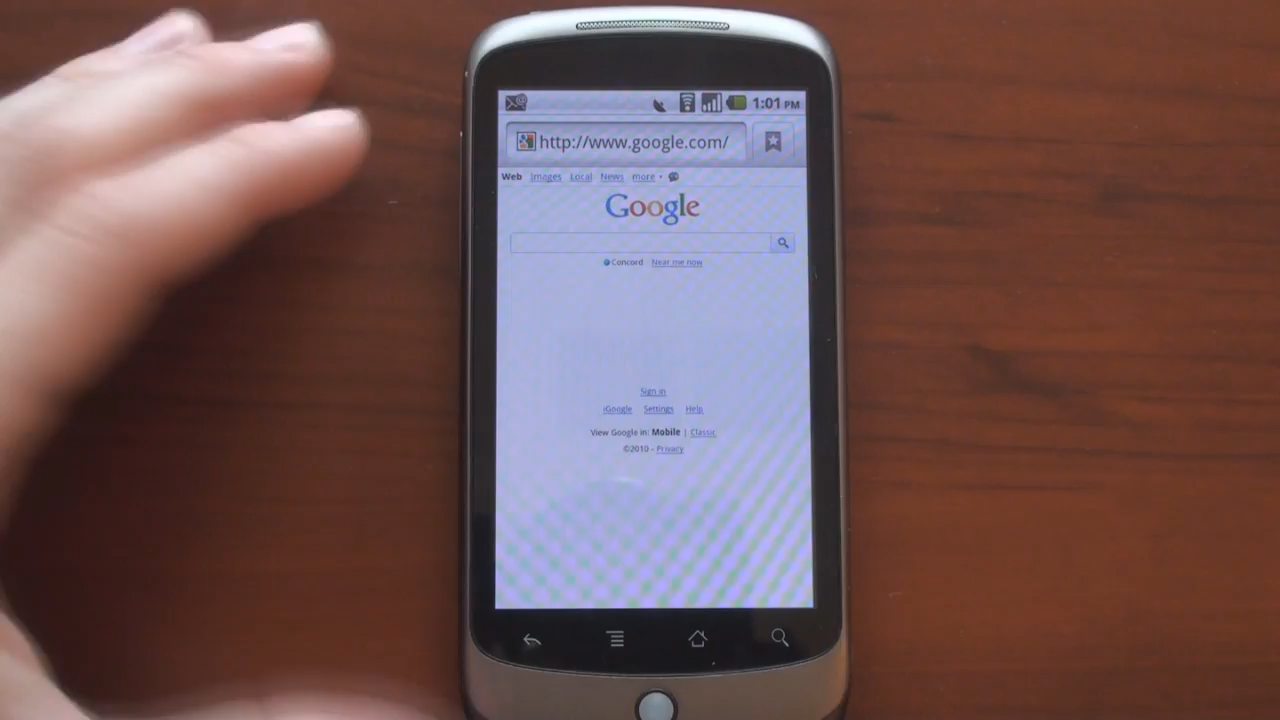 1:01 PM
http://www.google.com/
Web Images Local News more
Google
Concord Near me now
Sign in
iGoogle Settings Help
View Google in: Mobile | Classic
©2010 - Privacy